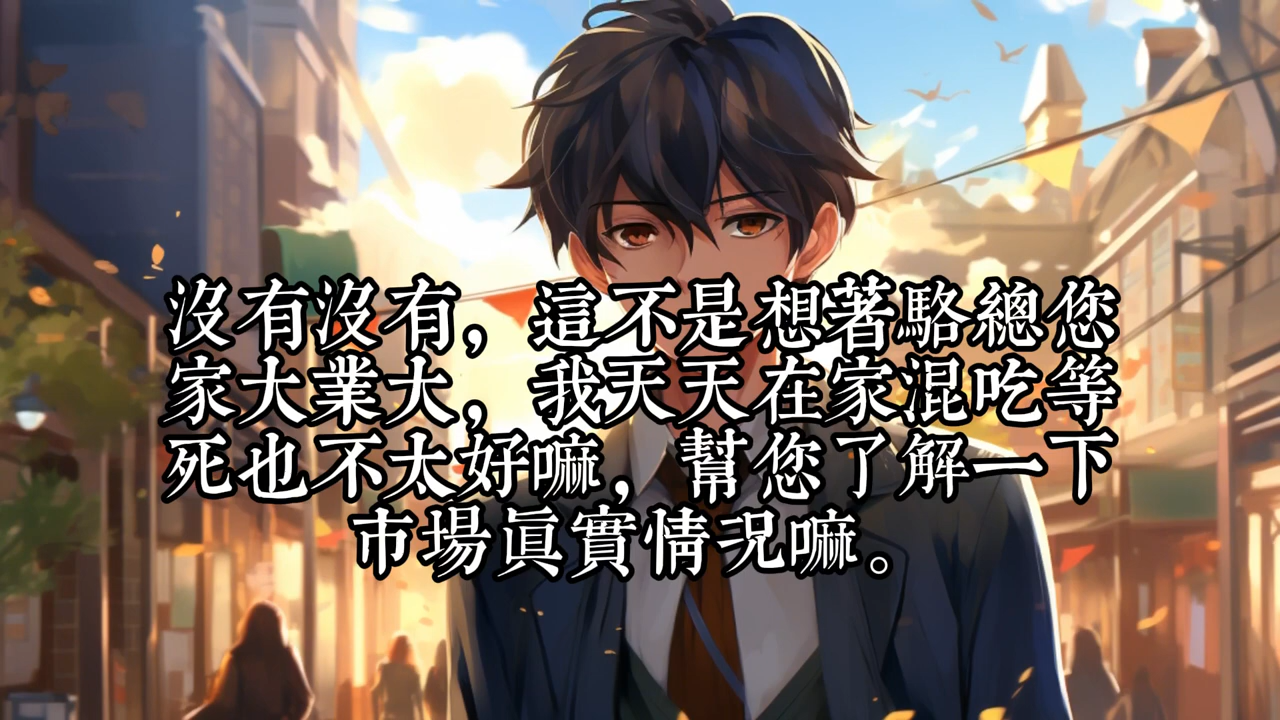 沒有沒有，這不是想著駱總您
家大業大，我天天在家混吃等
死也不太好嘛，幫您了解一下
市場眞實情況嘛。